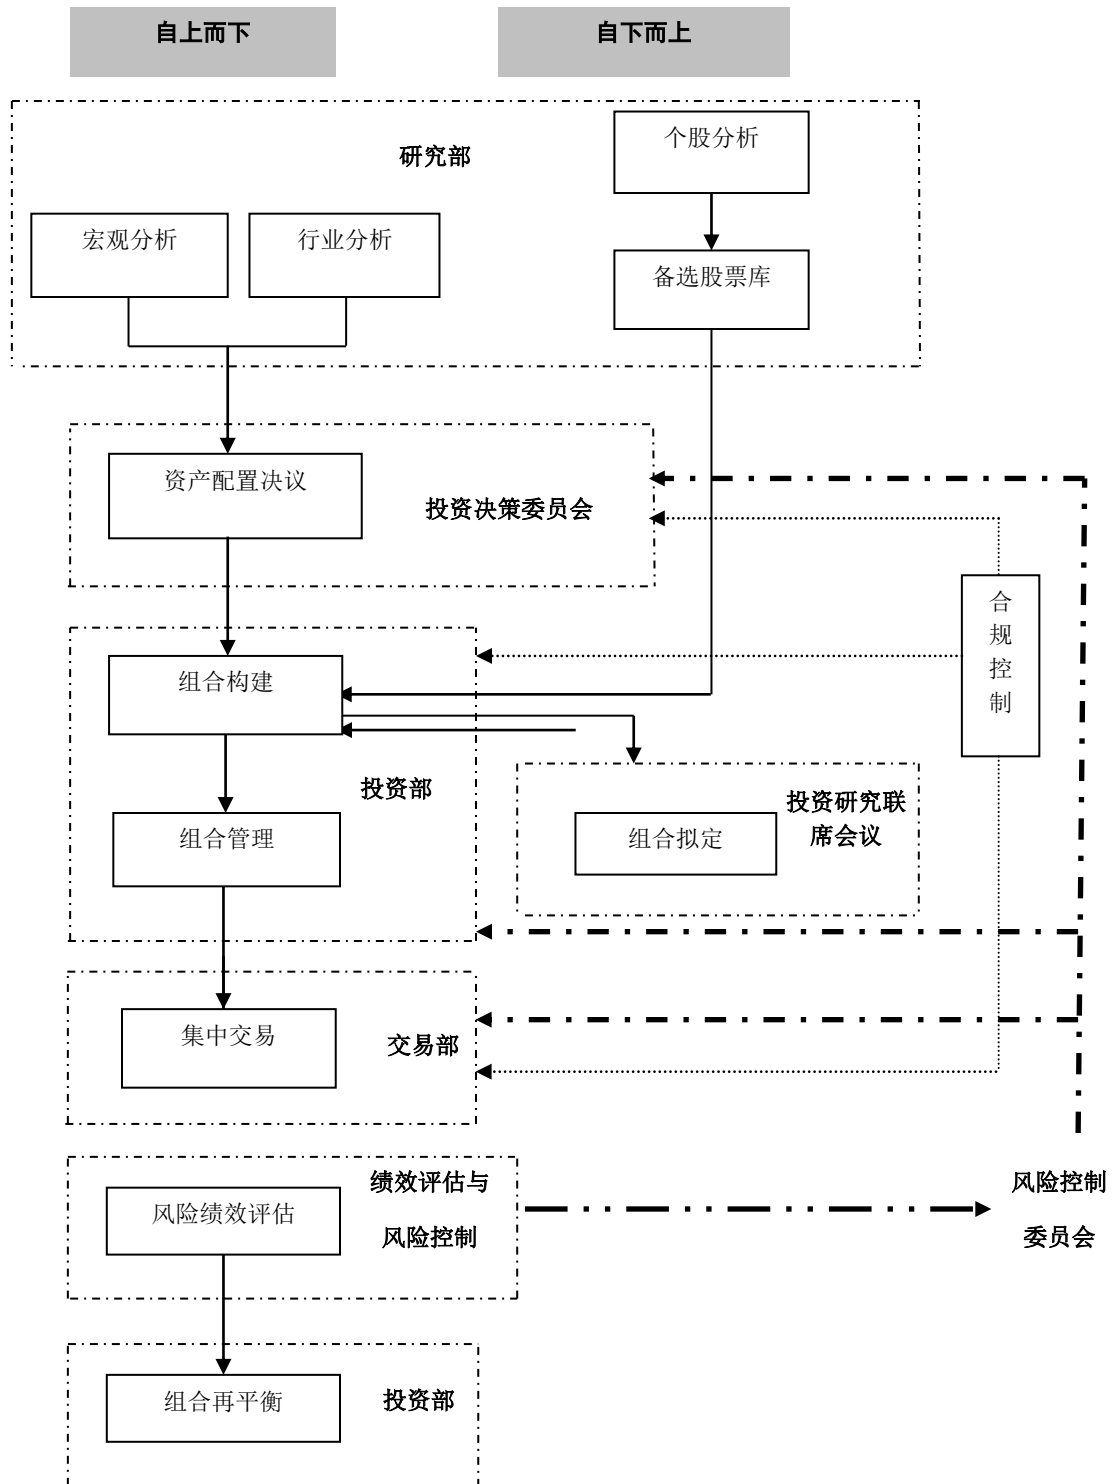 自上而下
自下而上
研究部
个股分析
宏观分析
行业分析
备选股票库
资产配置决议
投资决策委员会
合
规
控
制
组合构建
投资部
投资研究联
席会议
组合管理
组合拟定
集中交易
交易部
绩效评估与
风险控制
风险绩效评估
风险控制
委员会
组合再平衡
投资部